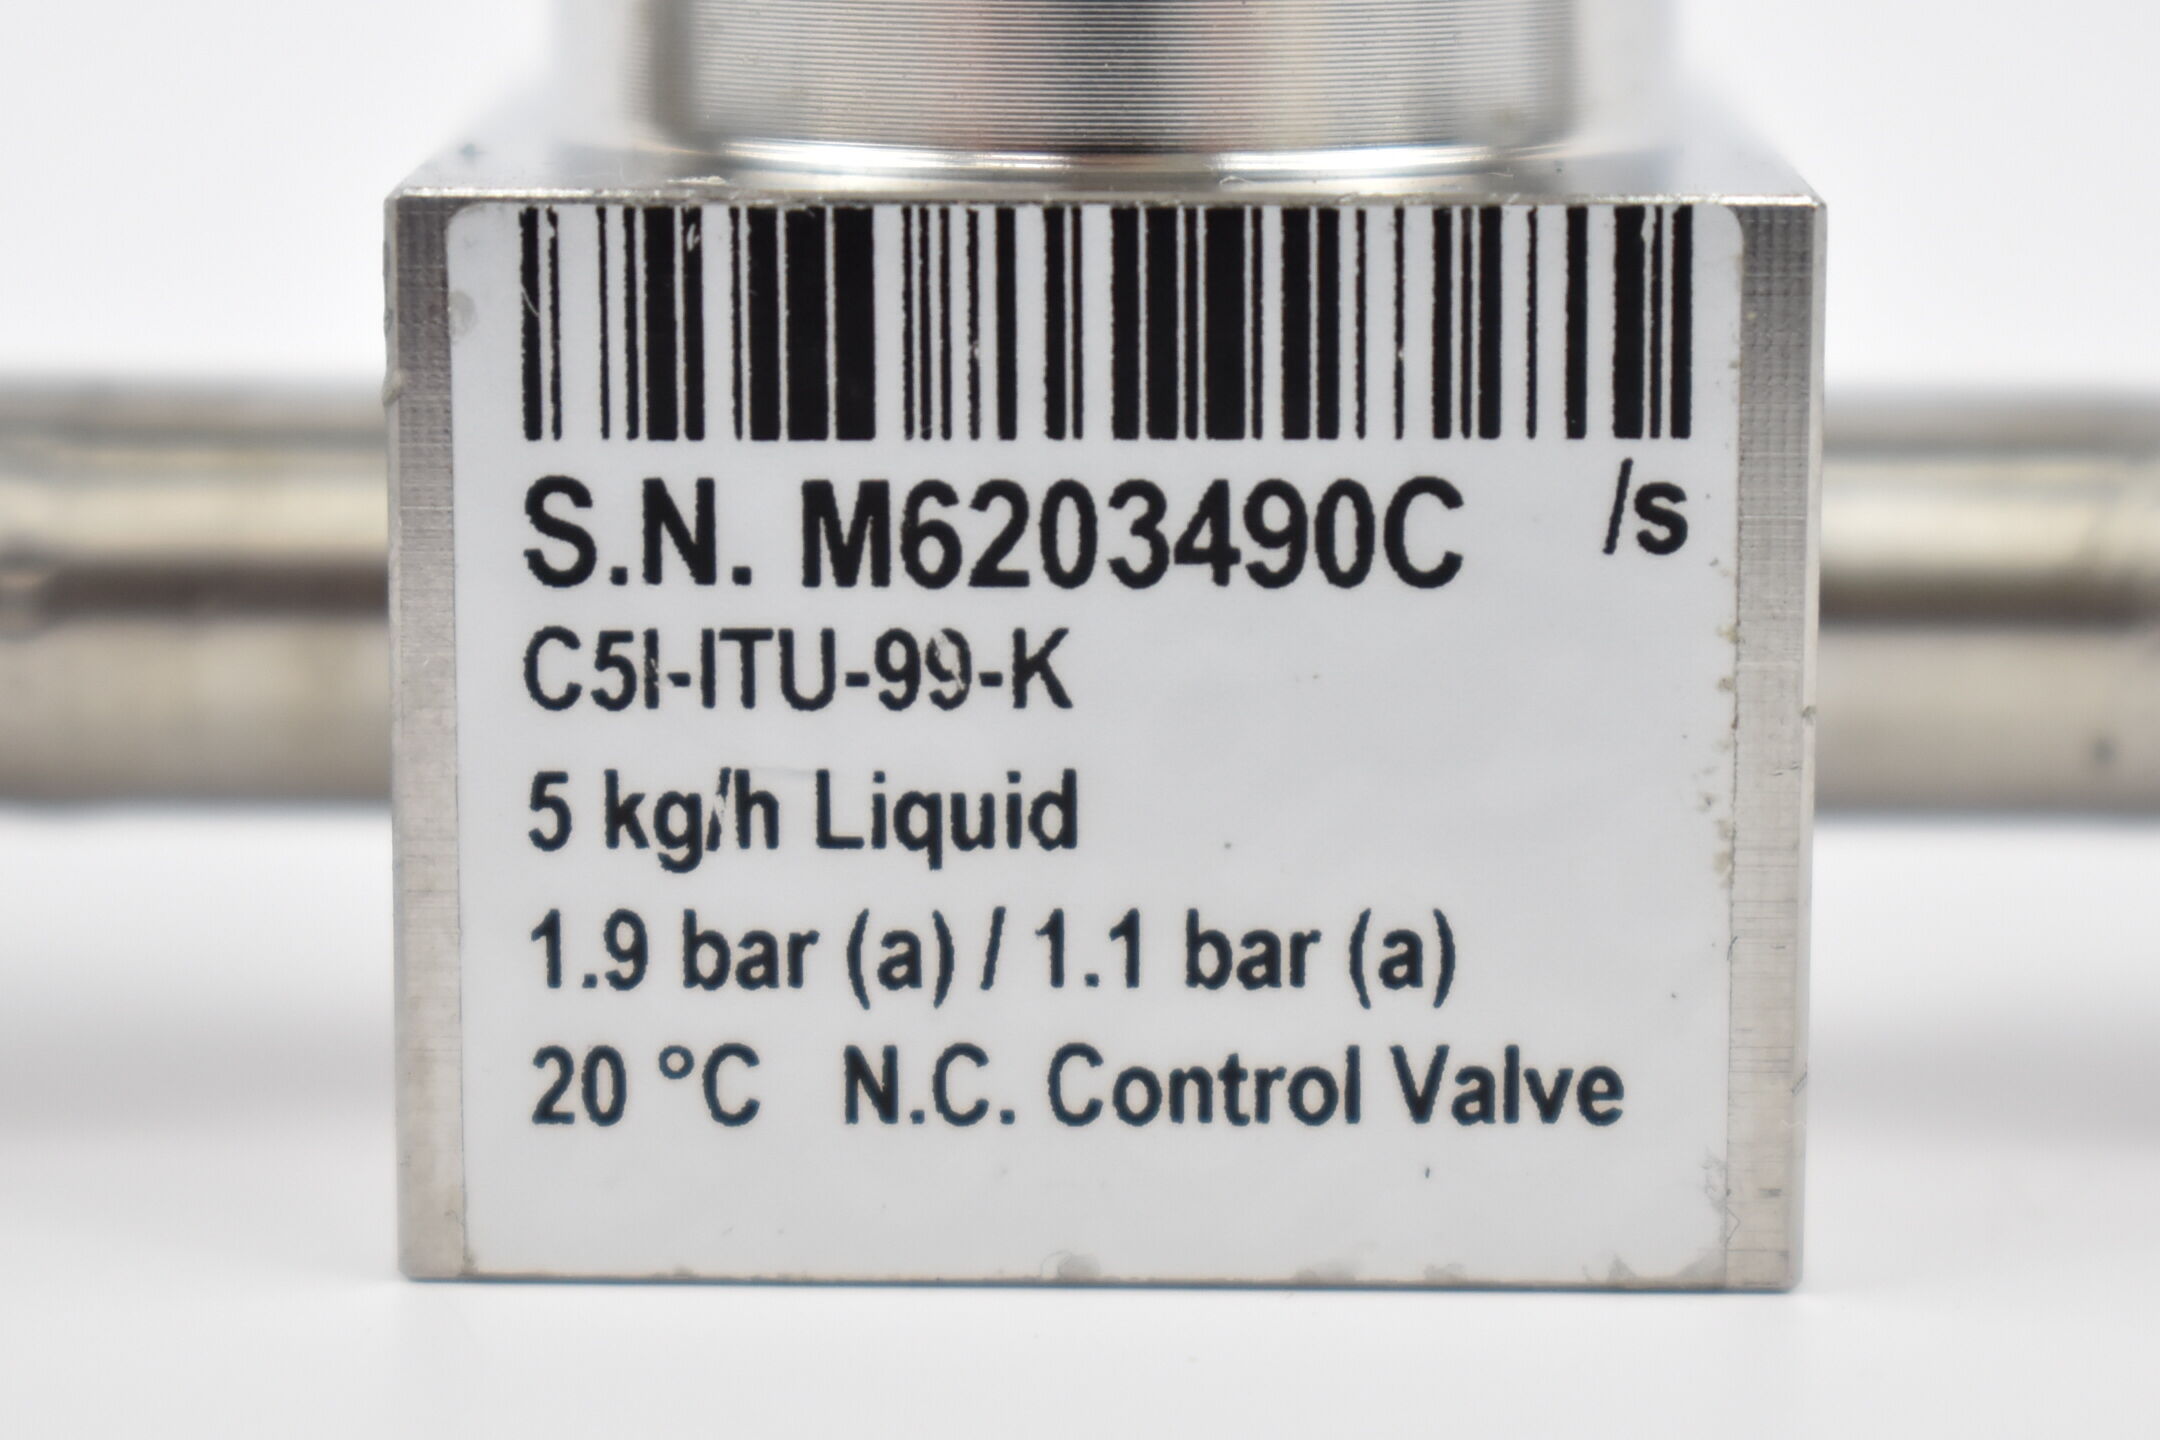 S.N. M6203490C /s
C5I-ITU-99-K
5 kg/h Liquid
1.9 bar (a) / 1.1 bar (a)
20 °C N.C. Control Valve